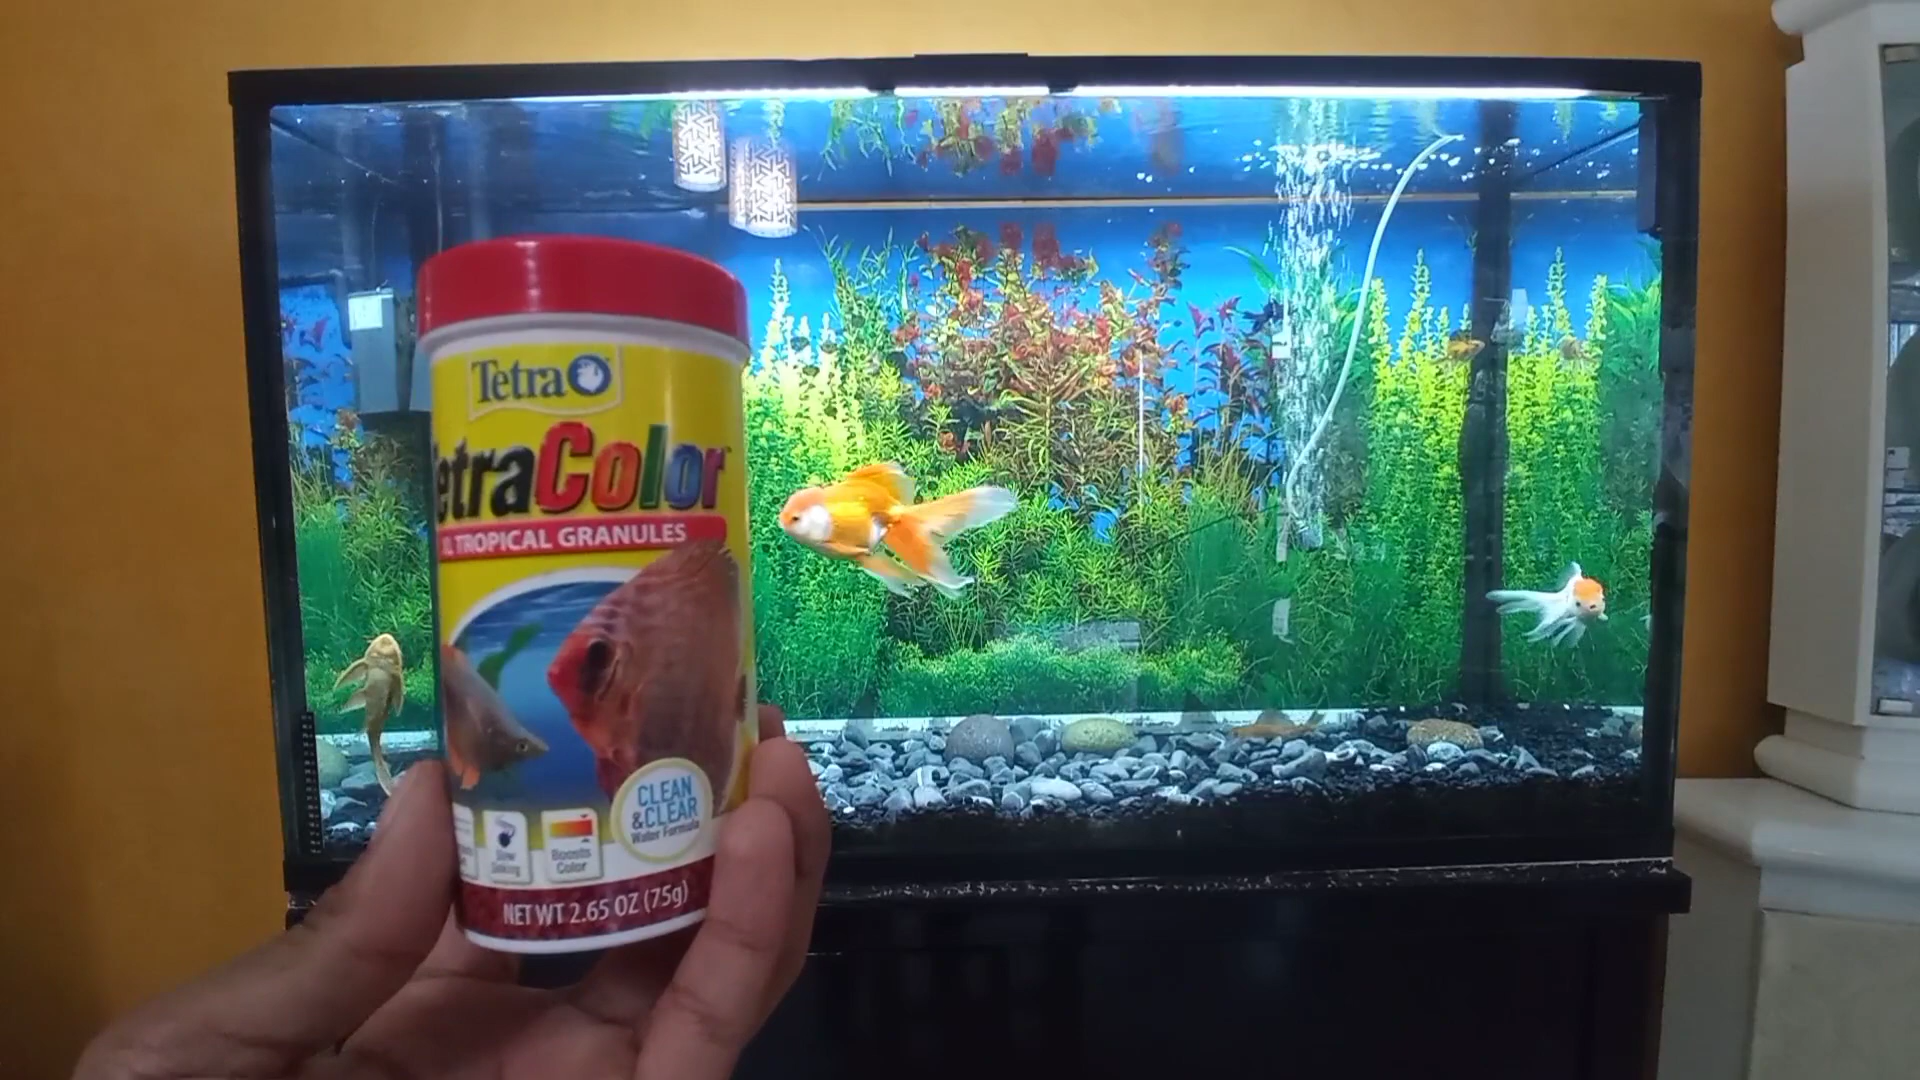 Tetra
etraColor
L TROPICAL GRANULES
CLEAN
&CLEAR
Water Formula
Slow
Sinking
Boosts
Color
NET WT 2.65 OZ (75g)